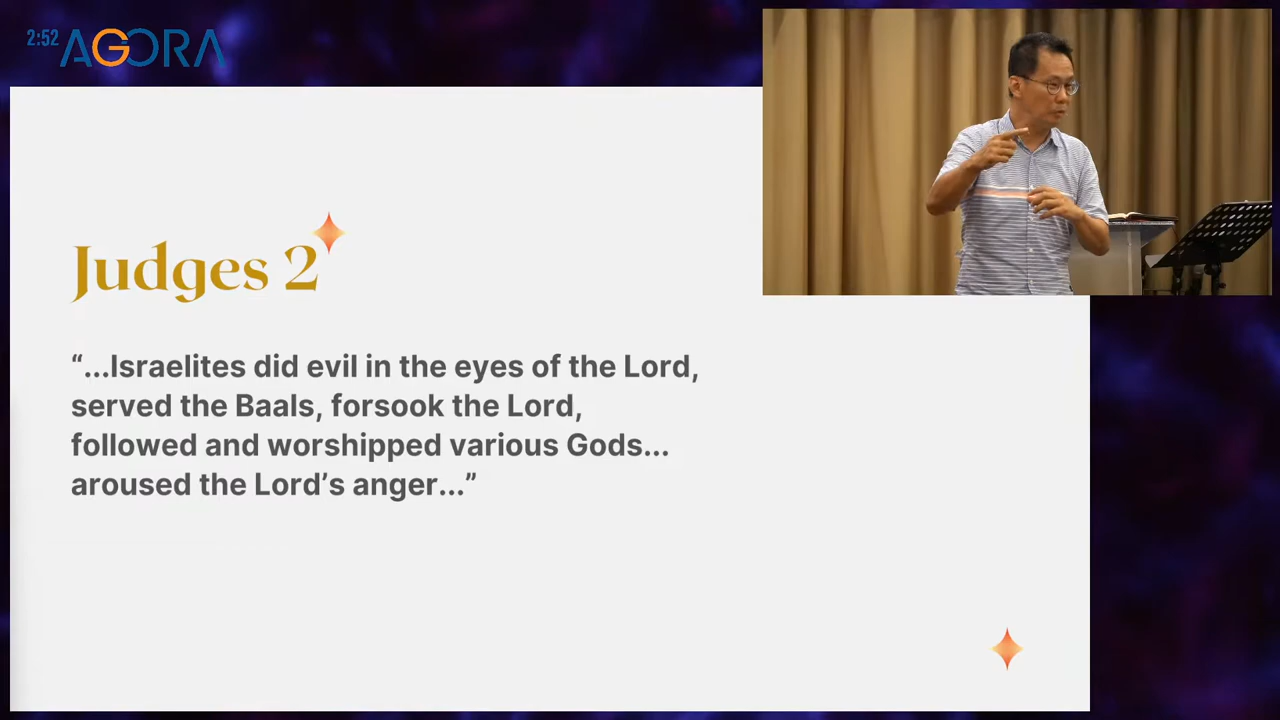 2:52 AGORA
Judges 2
“...Israelites did evil in the eyes of the Lord,
served the Baals, forsook the Lord,
followed and worshipped various Gods...
aroused the Lord’s anger...”